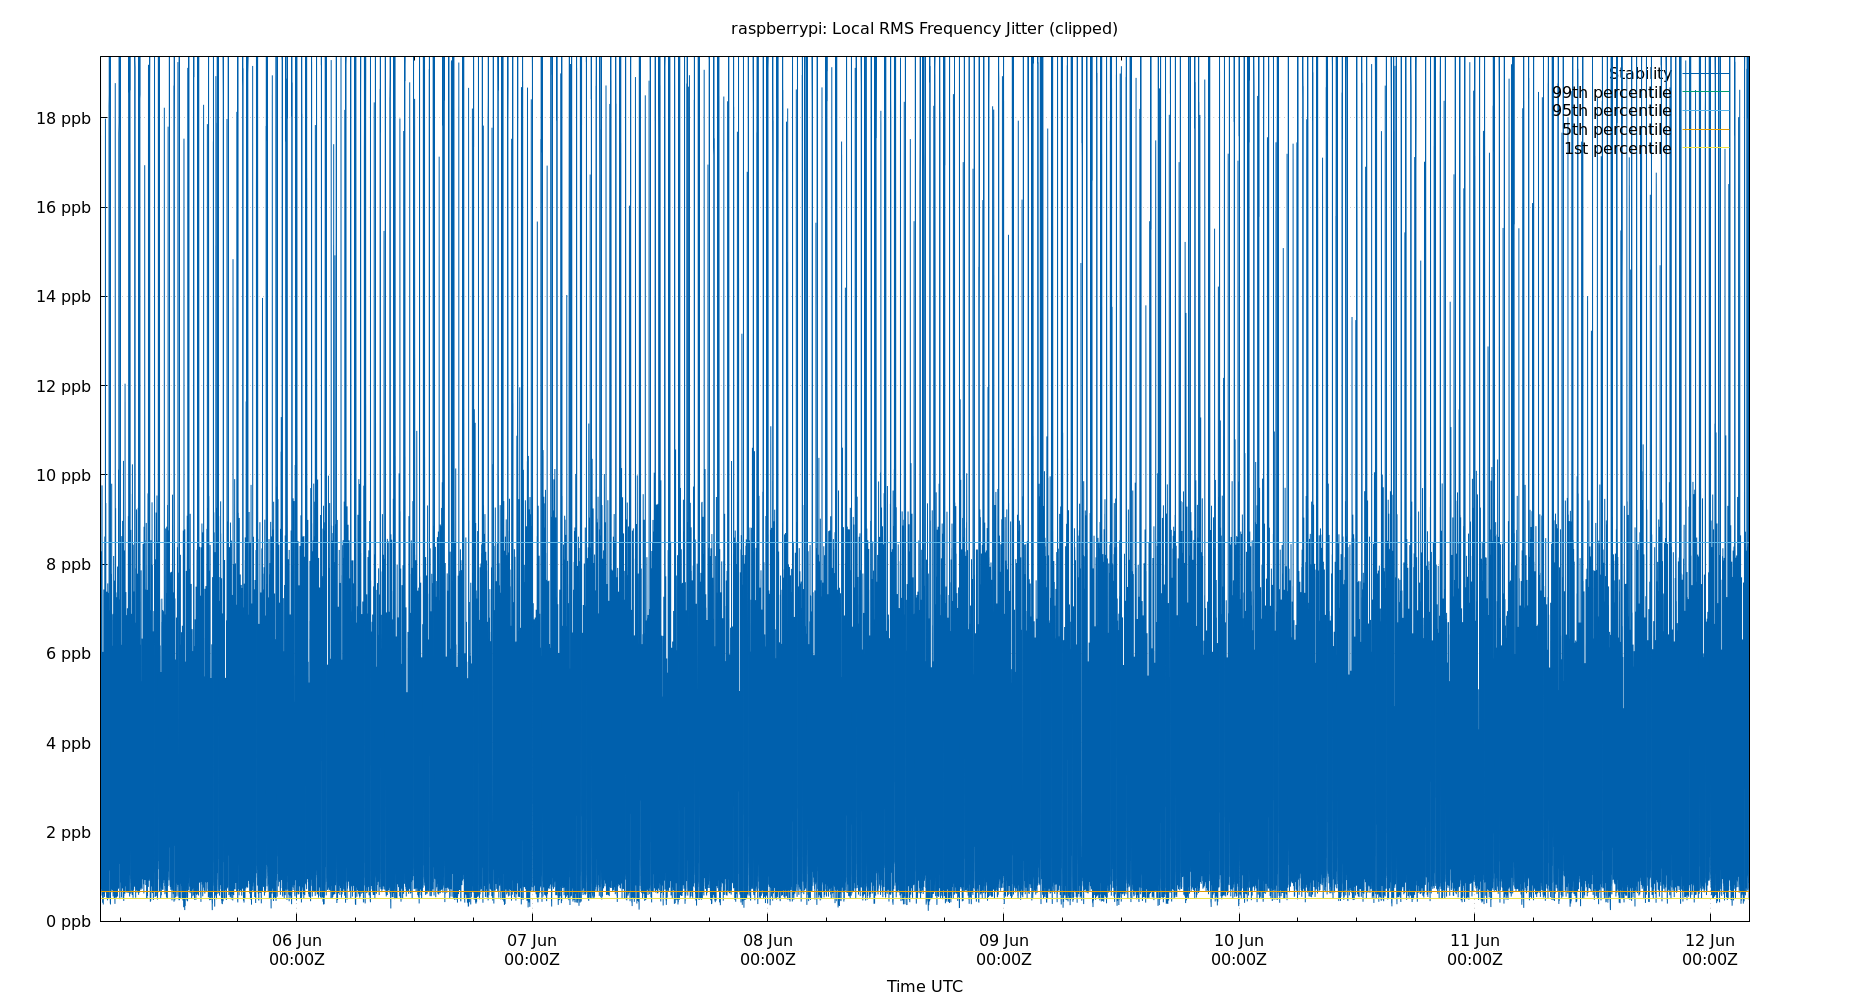 raspberrypi: Local RMS Frequency Jitter (clipped)
Stability
99th percentile
95th percentile
5th percentile
1st percentile
18 ppb
16 ppb
14 ppb
12 ppb
10 ppb
8 ppb
6 ppb
4 ppb
2 ppb
0 ppb
06 Jun 07 Jun 08 Jun 09 Jun 10 Jun 11 Jun 12 Jun
00:00Z 00:00Z 00:00Z 00:00Z 00:00Z 00:00Z 00:00Z
Time UTC